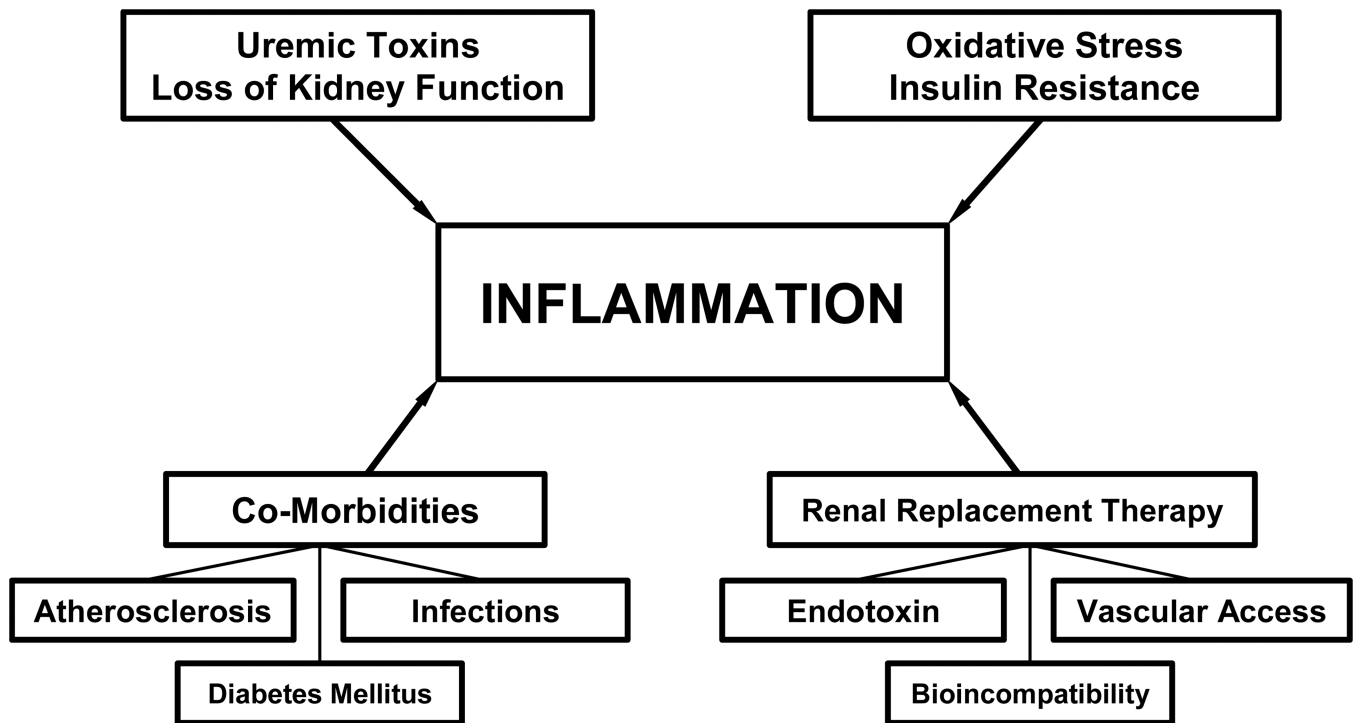 Uremic Toxins
Loss of Kidney Function
Oxidative Stress
Insulin Resistance
INFLAMMATION
Co-Morbidities
Renal Replacement Therapy
Atherosclerosis
Infections
Endotoxin
Vascular Access
Diabetes Mellitus
Bioincompatibility